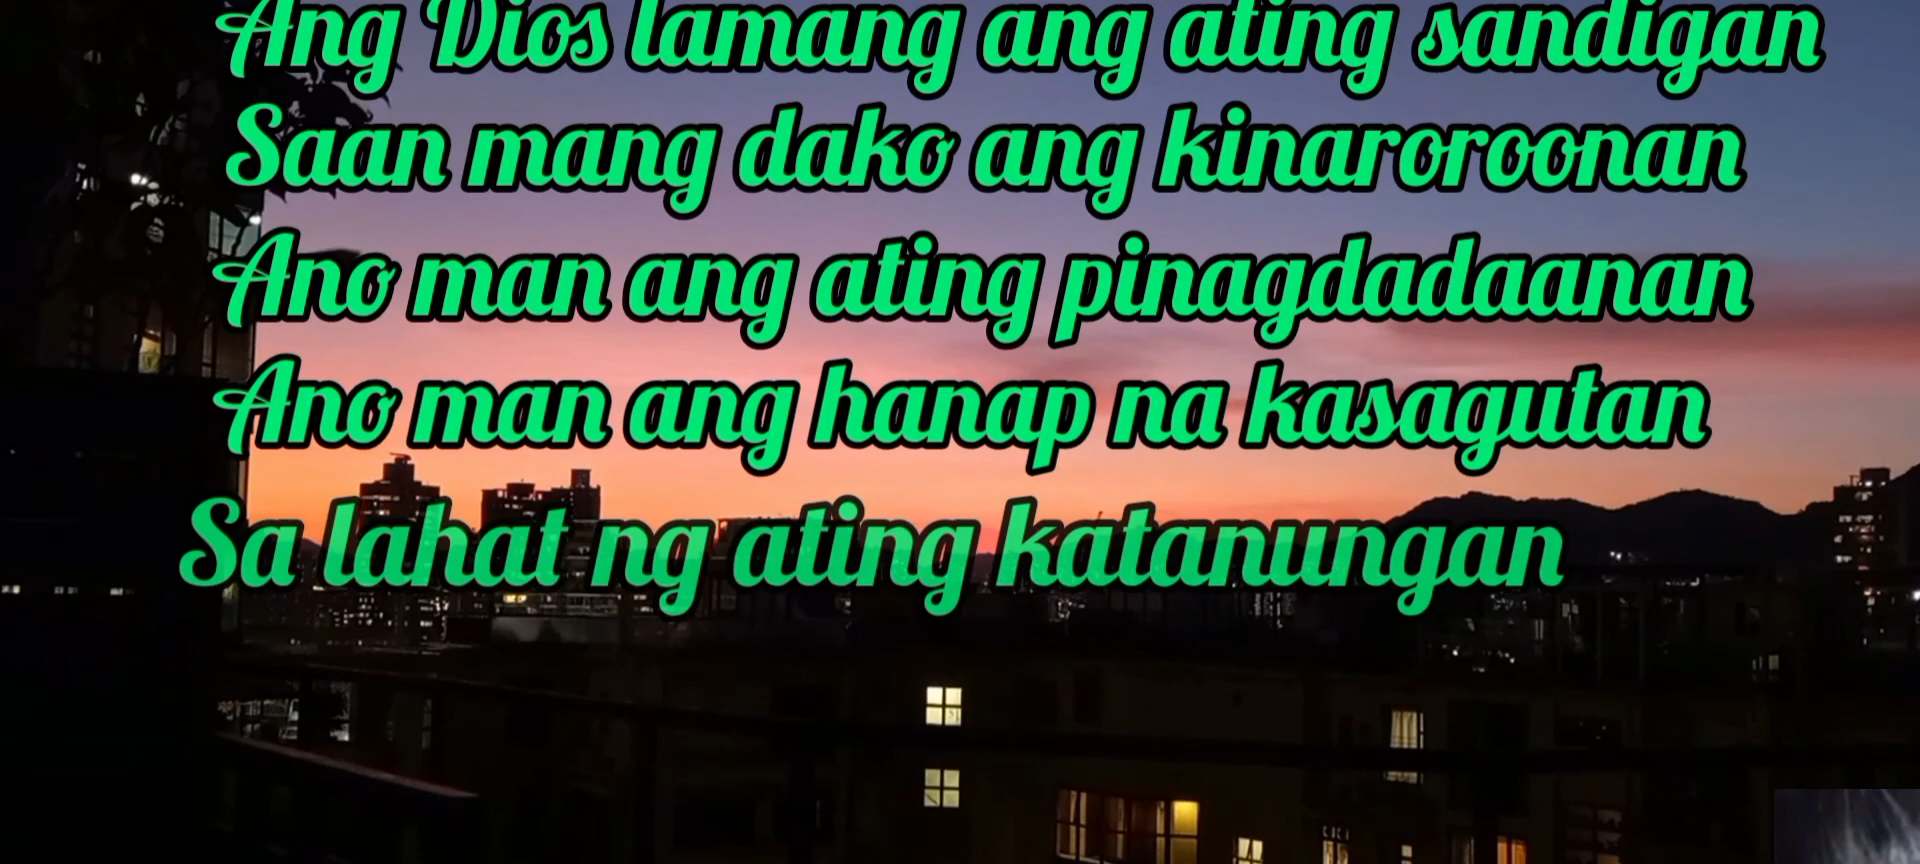 Ang Dios lamang ang ating sandigan
Saan mang dako ang kinaroroonan
Ano man ang ating pinagdadaanan
Ano man ang hanap na kasagutan
Sa lahat ng ating katanungan